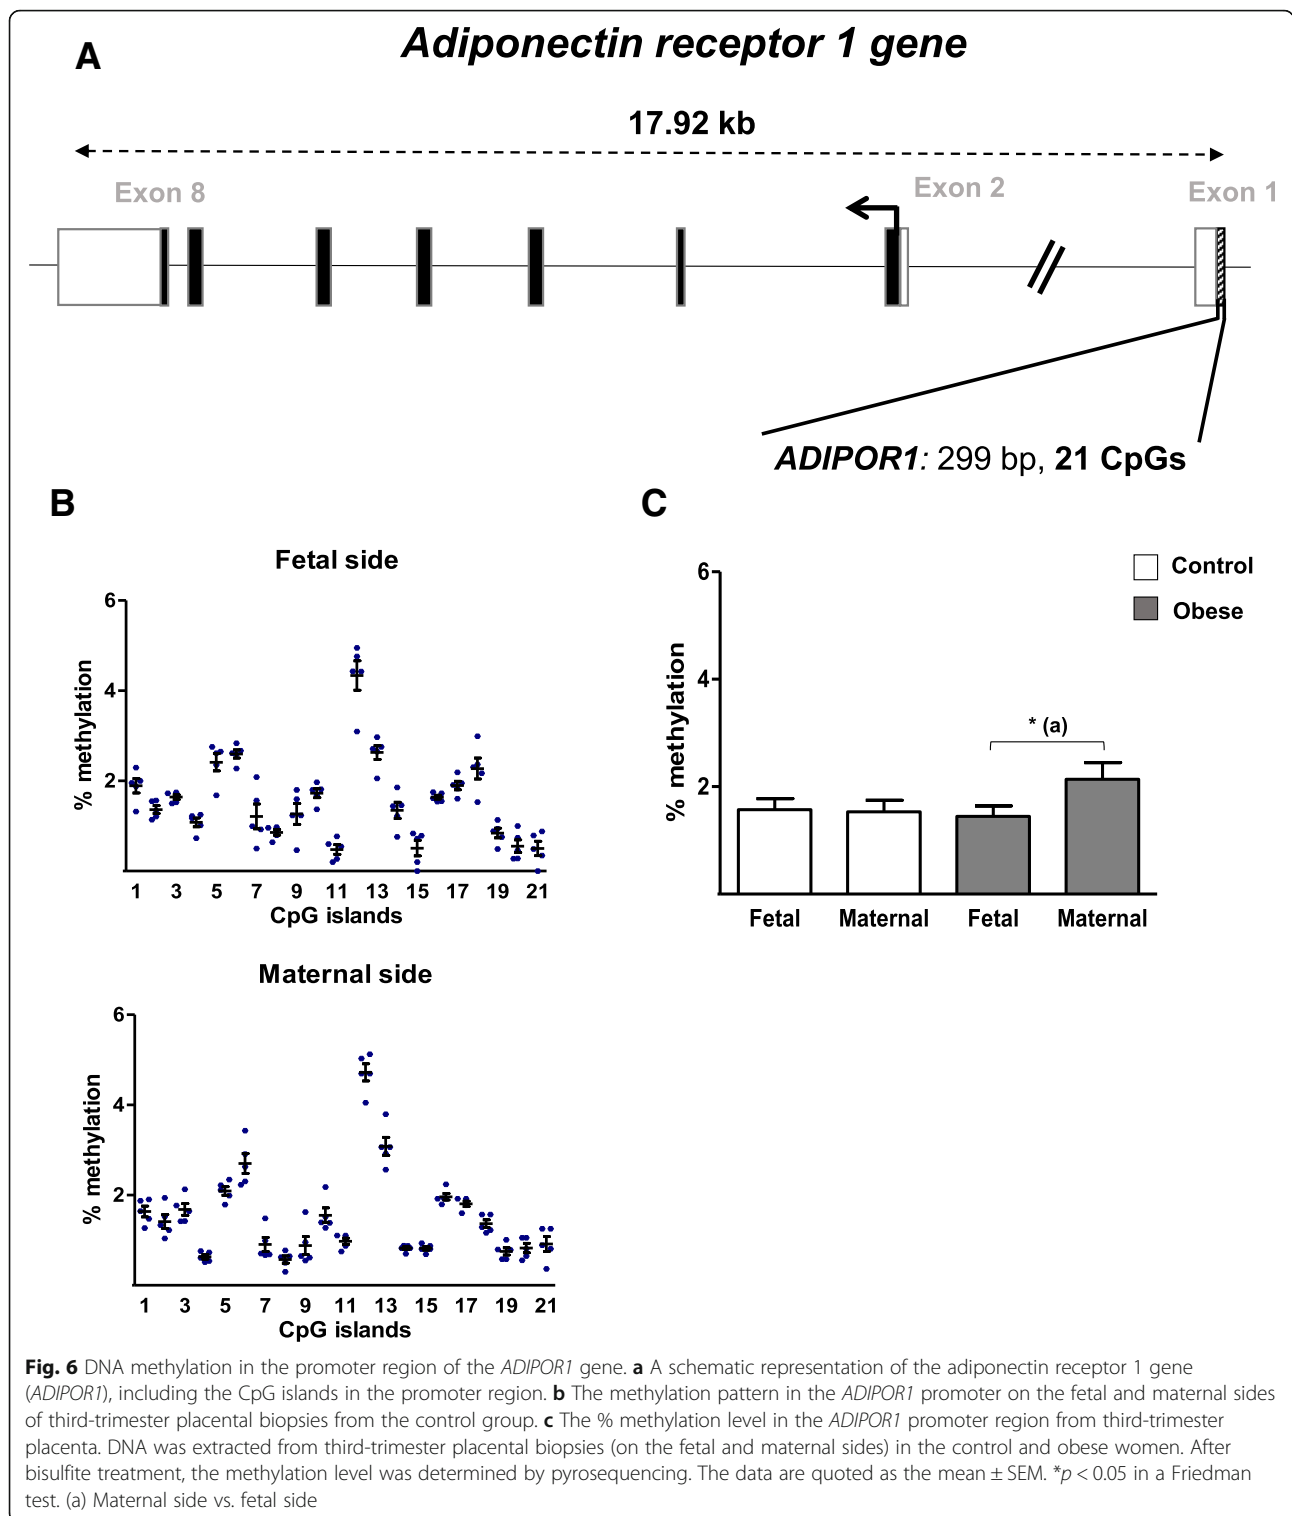 A
Adiponectin receptor 1 gene
17.92 kb
Exon 8
Exon 2
Exon 1
ADIPOR1: 299 bp, 21 CpGs
B
Fetal side
6
4
2
% methylation
1 3 5 7 9 11 13 15 17 19 21
CpG islands
Maternal side
6
4
2
% methylation
1 3 5 7 9 11 13 15 17 19 21
CpG islands
C
Control
Obese
6
4
2
% methylation
* (a)
Fetal Maternal Fetal Maternal
Fig. 6 DNA methylation in the promoter region of the ADIPOR1 gene. a A schematic representation of the adiponectin receptor 1 gene
(ADIPOR1), including the CpG islands in the promoter region. b The methylation pattern in the ADIPOR1 promoter on the fetal and maternal sides
of third-trimester placental biopsies from the control group. c The % methylation level in the ADIPOR1 promoter region from third-trimester
placenta. DNA was extracted from third-trimester placental biopsies (on the fetal and maternal sides) in the control and obese women. After
bisulfite treatment, the methylation level was determined by pyrosequencing. The data are quoted as the mean ± SEM. *p < 0.05 in a Friedman
test. (a) Maternal side vs. fetal side